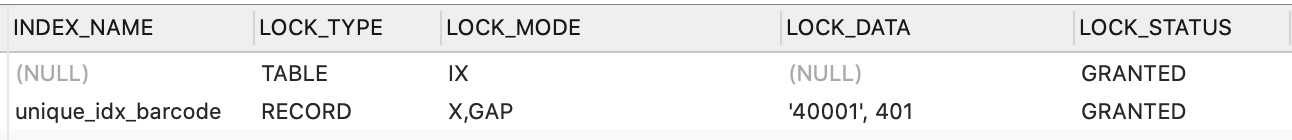 INDEX_NAME LOCK_TYPE LOCK_MODE LOCK_DATA LOCK_STATUS
(NULL) TABLE IX (NULL) GRANTED
unique_idx_barcode RECORD X,GAP '40001', 401 GRANTED